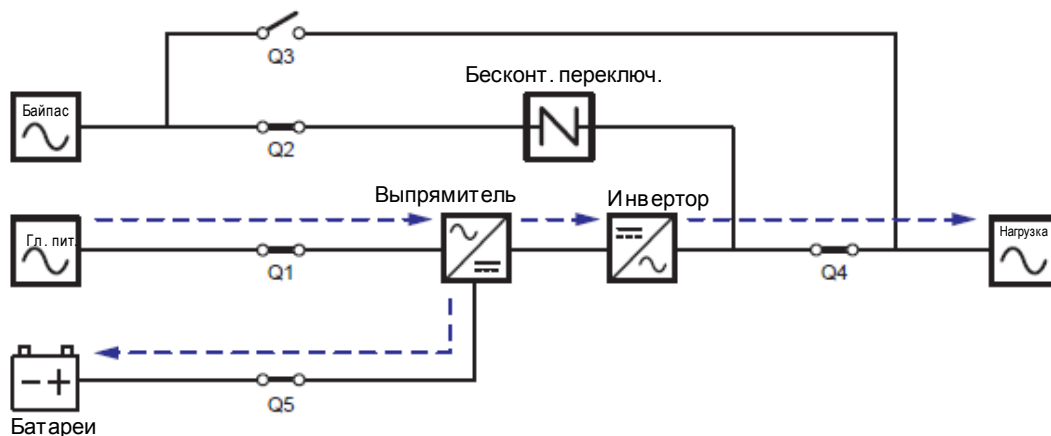 Q3
Бесконт. переключ.
Байпас
Q2
Выпрямитель
Инвертор
Гл. пит.
Нагрузка
Q1
Q4
Q5
Батареи